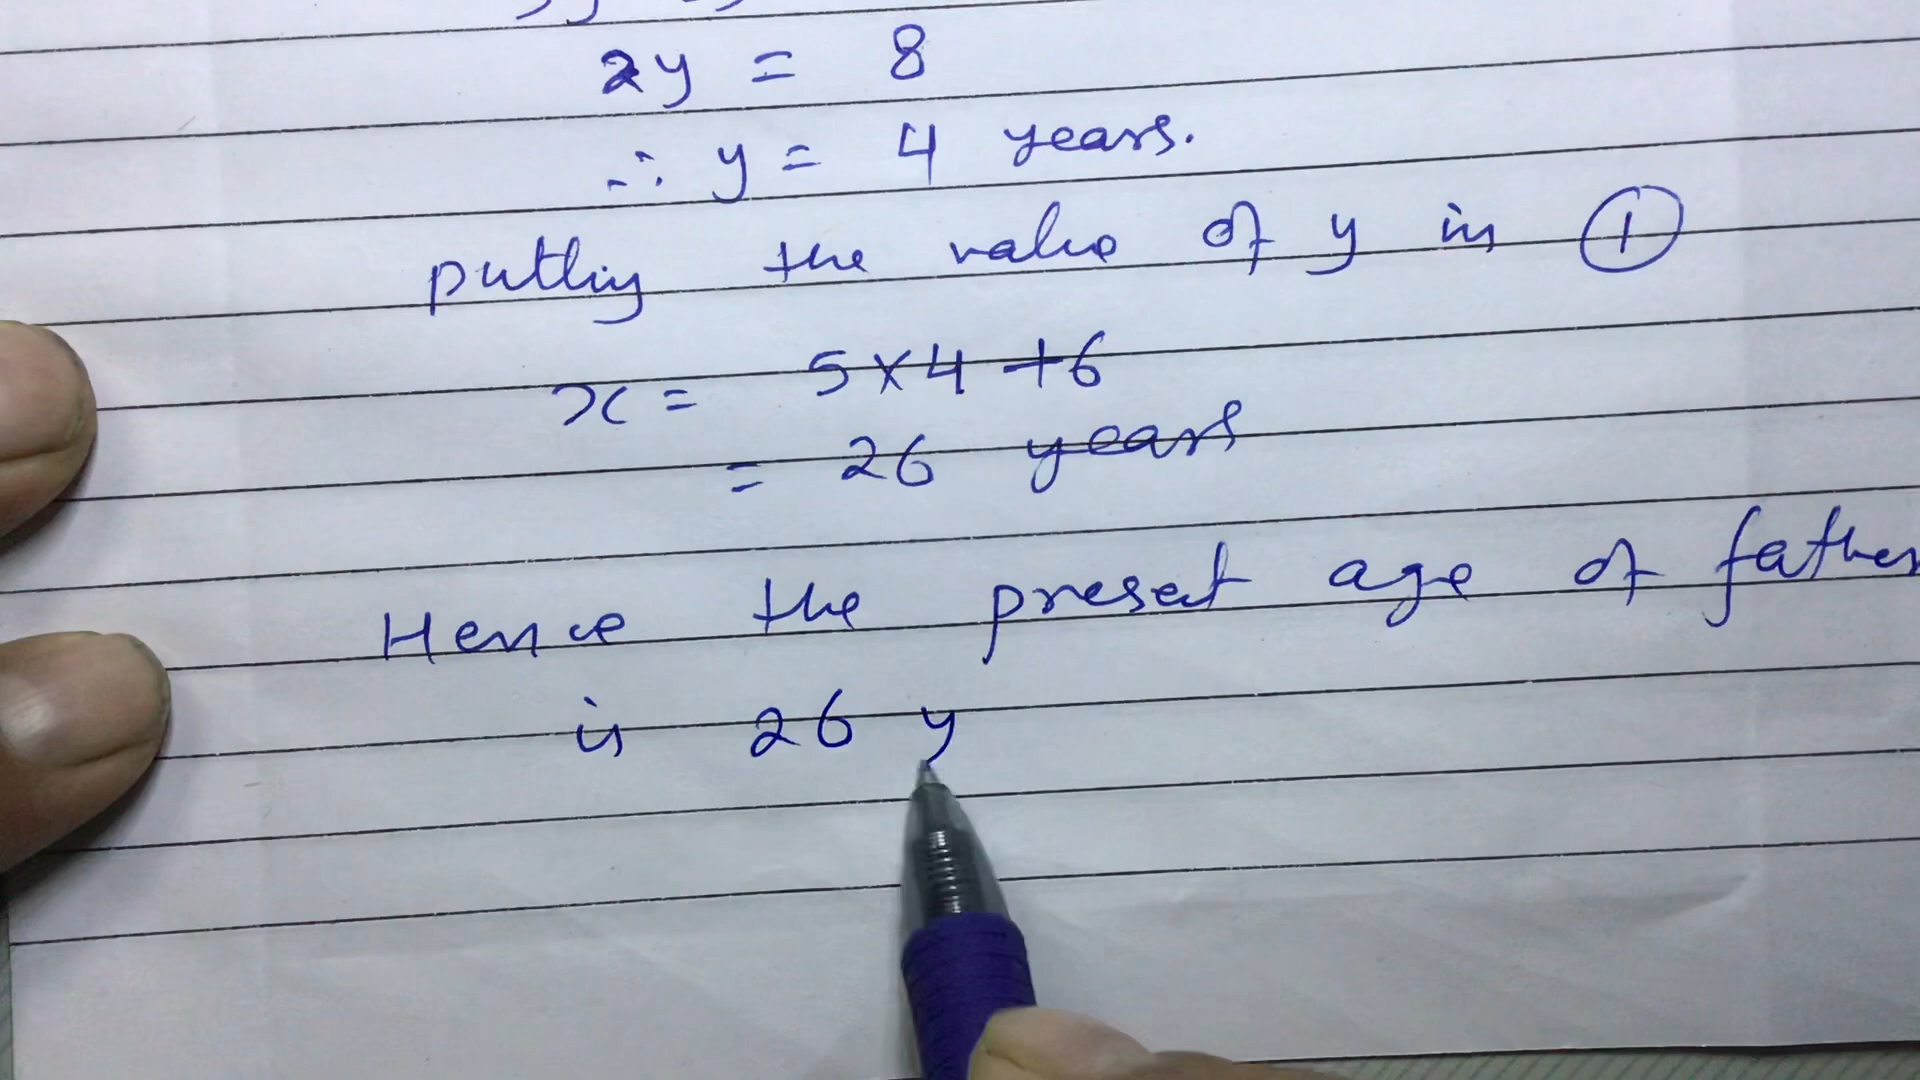 2y = 8
∴ y = 4 years.
putting the value of y in ①
x = 5×4 +6
= 26 years
Hence the present age of father
is 26 y